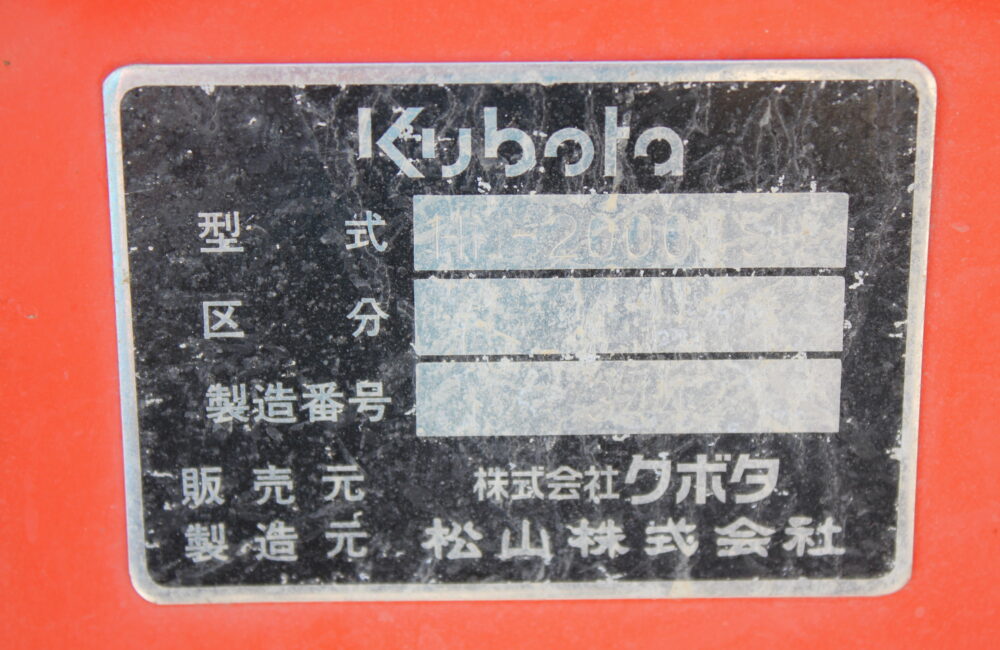 Kubota
型式
区分
製造番号
販売元 株式会社クボタ
製造元 松山株式会社